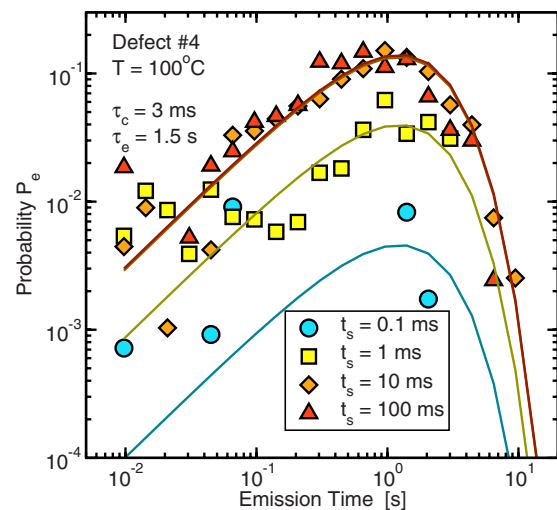 Defect #4
T = 100°C
τc = 3 ms
τe = 1.5 s
Probability Pe
10⁻¹
10⁻²
10⁻³
10⁻⁴
ts = 0.1 ms
ts = 1 ms
ts = 10 ms
ts = 100 ms
10⁻² 10⁻¹ 10⁰ 10¹
Emission Time [s]